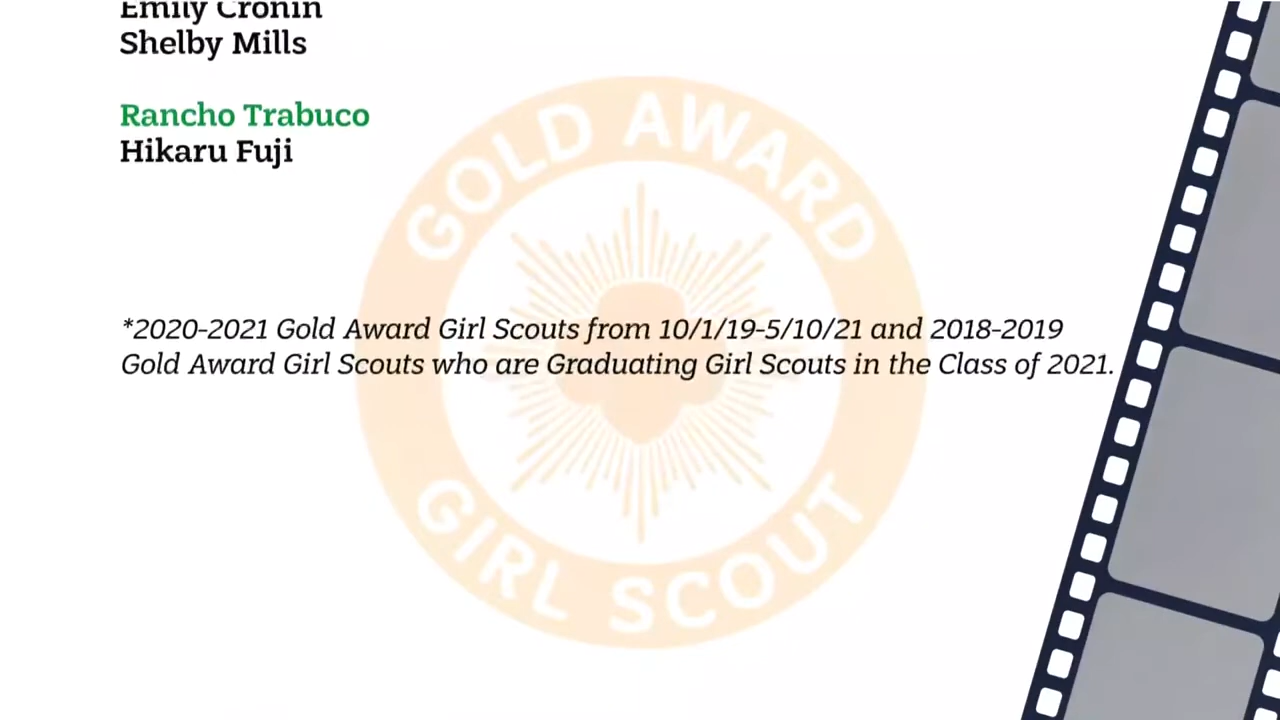 Emily Cronin
Shelby Mills
Rancho Trabuco
Hikaru Fuji
GOLD AWARD
*2020-2021 Gold Award Girl Scouts from 10/1/19-5/10/21 and 2018-2019
Gold Award Girl Scouts who are Graduating Girl Scouts in the Class of 2021.
GIRL SCOUT